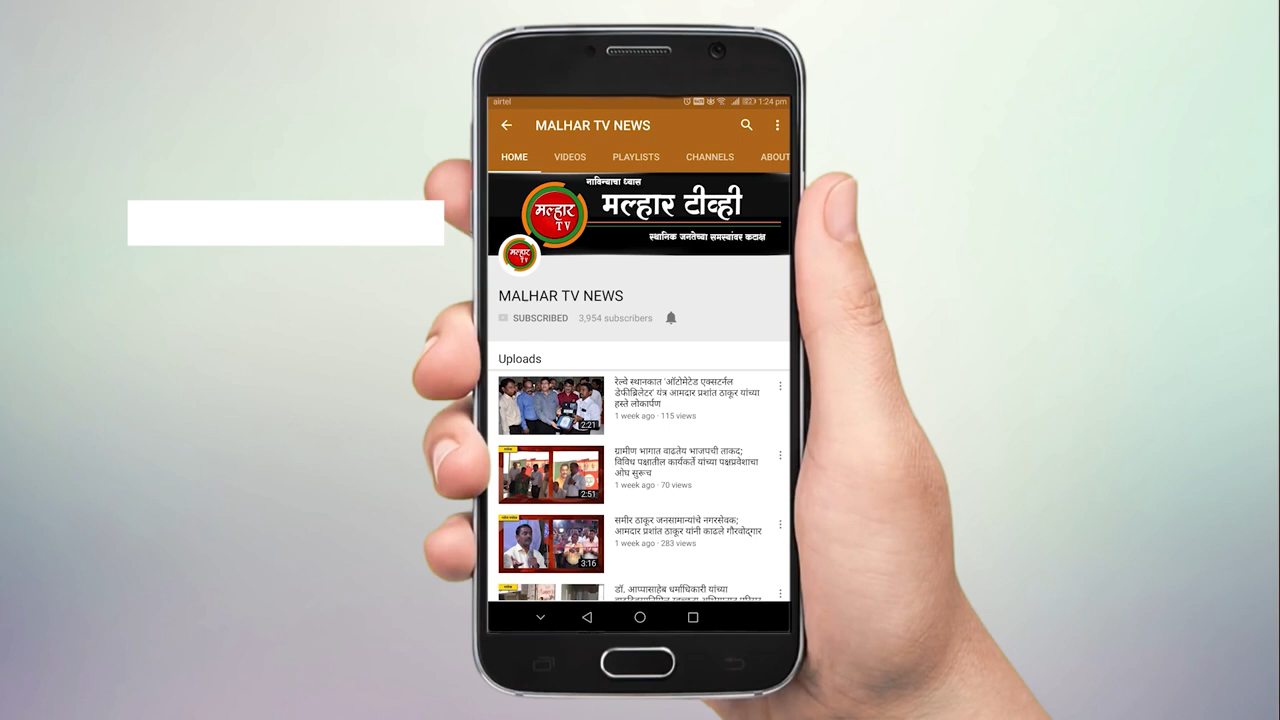 airtel
1:24 pm
MALHAR TV NEWS
HOME VIDEOS PLAYLISTS CHANNELS ABOUT
नाविन्याचा ध्यास
मल्हार टीव्ही
स्थानिक जनतेच्या समस्यांवर कटाक्ष
मल्हार
TV
मल्हार
TV
MALHAR TV NEWS
SUBSCRIBED 3,954 subscribers
Uploads
रेल्वे स्थानकात 'ऑटोमेटेड एक्सटर्नल
डेफीब्रिलेटर' यंत्र आमदार प्रशांत ठाकूर यांच्या
हस्ते लोकार्पण
1 week ago · 115 views
2:21
ग्रामीण भागात वाढतेय भाजपची ताकद;
विविध पक्षातील कार्यकर्ते यांच्या पक्षप्रवेशाचा
ओघ सुरूच
1 week ago · 70 views
2:51
समीर ठाकूर जनसामान्यांचे नगरसेवक;
आमदार प्रशांत ठाकूर यांनी काढले गौरवोद्गार
1 week ago · 283 views
3:16
डॉ. आप्पासाहेब धर्माधिकारी यांच्या